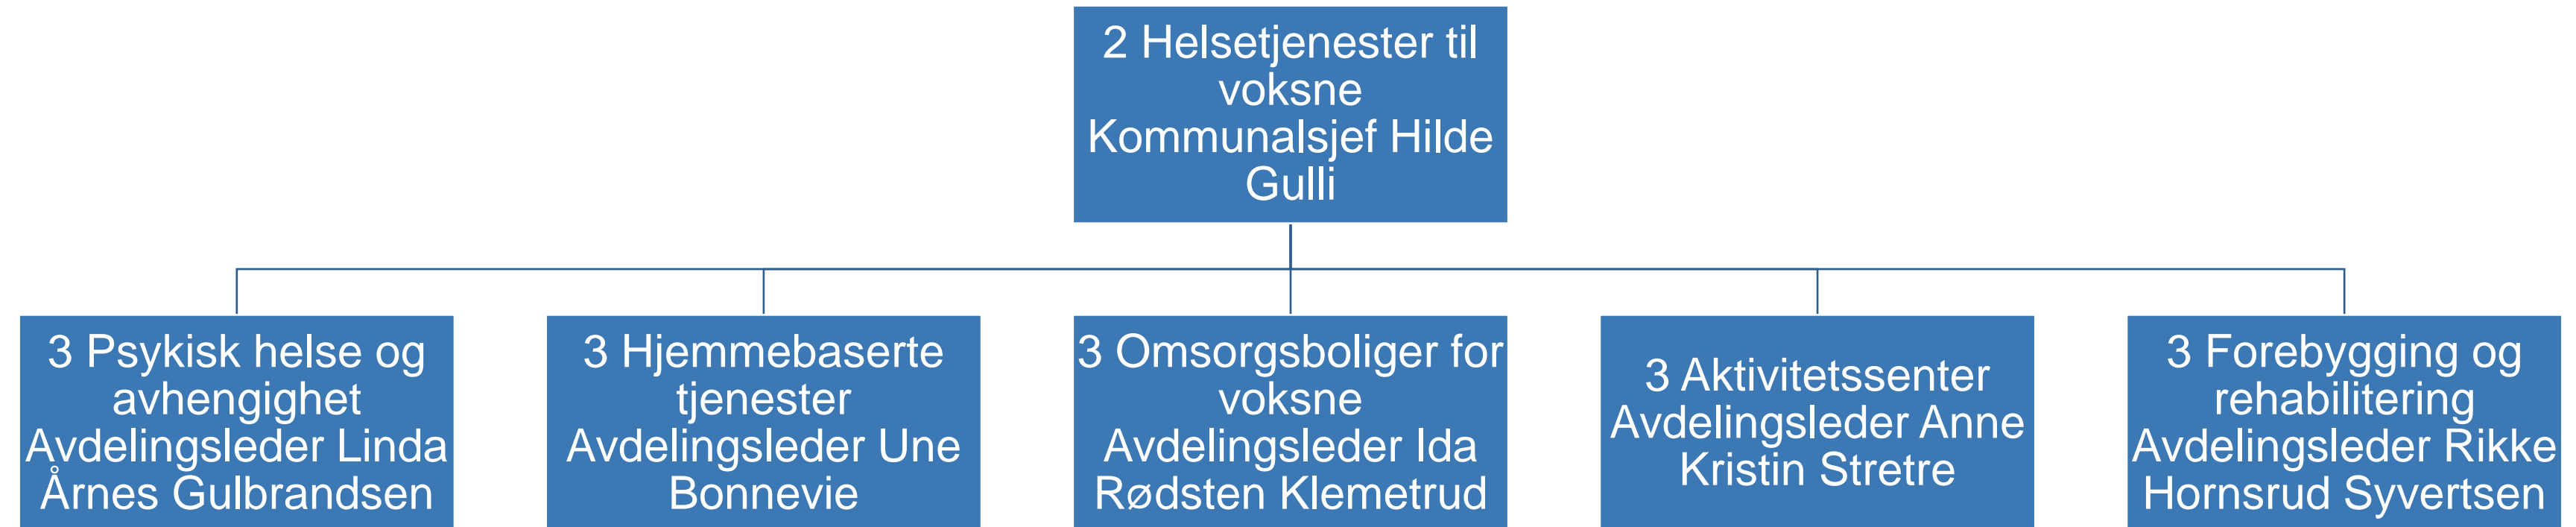 2 Helsetjenester til
voksne
Kommunalsjef Hilde
Gulli
3 Psykisk helse og
avhengighet
Avdelingsleder Linda
Årnes Gulbrandsen
3 Hjemmebaserte
tjenester
Avdelingsleder Une
Bonnevie
3 Omsorgsboliger for
voksne
Avdelingsleder Ida
Rødsten Klemetrud
3 Aktivitetssenter
Avdelingsleder Anne
Kristin Stretre
3 Forebygging og
rehabilitering
Avdelingsleder Rikke
Hornsrud Syvertsen